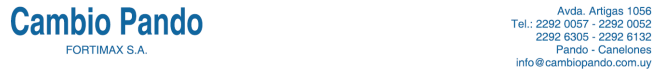 Cambio Pando
FORTIMAX S.A.
Avda. Artigas 1056
Tel.: 2292 0057 - 2292 0052
2292 6305 - 2292 6132
Pando - Canelones
info@cambiopando.com.uy